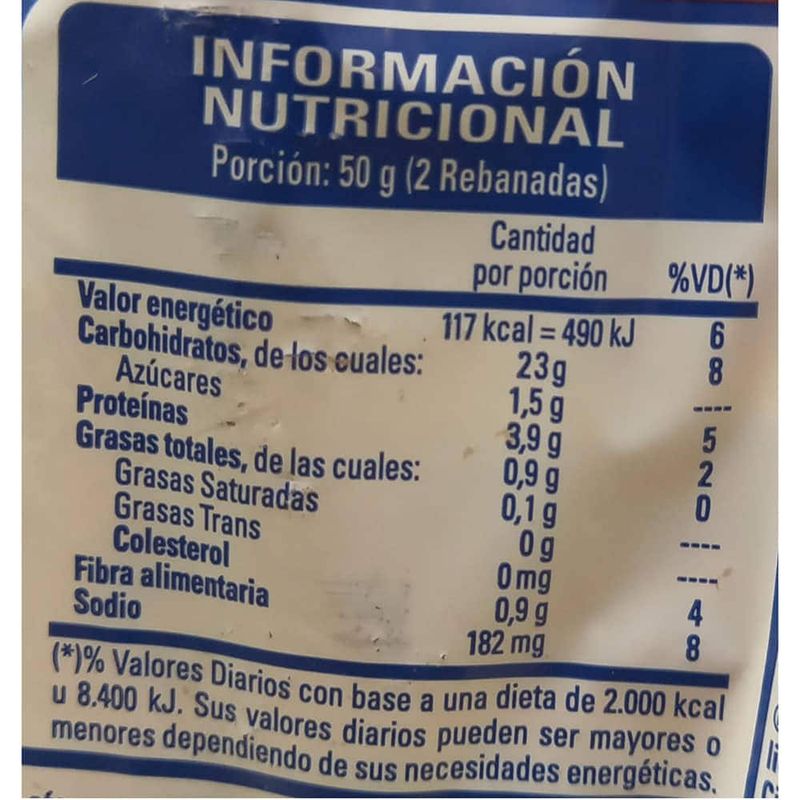 INFORMACIÓN
NUTRICIONAL
Porción: 50 g (2 Rebanadas)
Cantidad
por porción %VD(*)
Valor energético 117 kcal = 490 kJ 6
Carbohidratos, de los cuales: 23g 8
Azúcares 1,5 g ----
Proteínas 3,9 g 5
Grasas totales, de las cuales: 0,9 g 2
Grasas Saturadas 0,1 g 0
Grasas Trans 0 g ----
Colesterol 0 mg ----
Fibra alimentaria 0,9 g 4
Sodio 182 mg 8
(*)% Valores Diarios con base a una dieta de 2.000 kcal
u 8.400 kJ. Sus valores diarios pueden ser mayores o
menores dependiendo de sus necesidades energéticas.